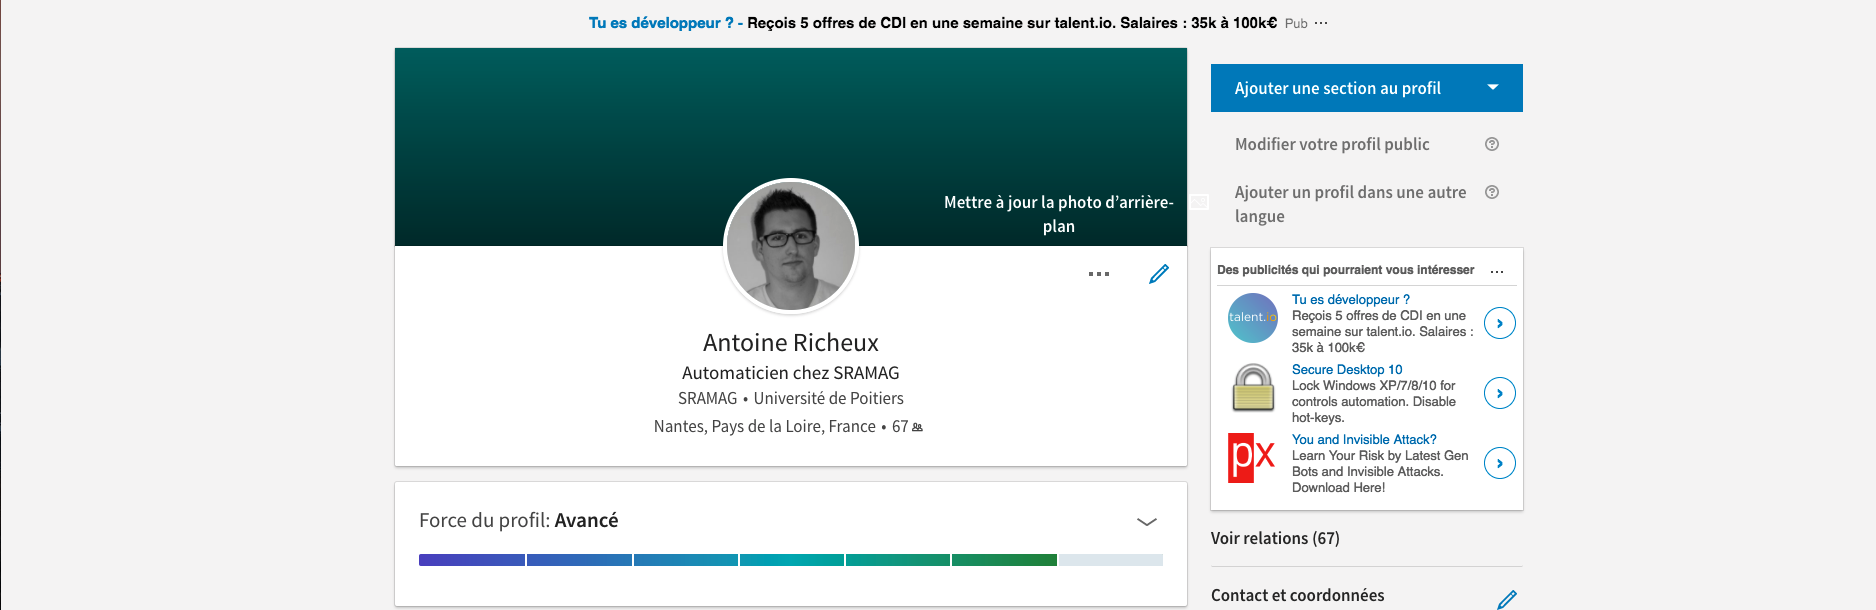 Tu es développeur ? - Reçois 5 offres de CDI en une semaine sur talent.io. Salaires : 35k à 100k€ Pub ...
Mettre à jour la photo d'arrière-
plan
Antoine Richeux
Automaticien chez SRAMAG
SRAMAG • Université de Poitiers
Nantes, Pays de la Loire, France • 67
Force du profil: Avancé
Ajouter une section au profil
Modifier votre profil public ?
Ajouter un profil dans une autre ?
langue
Des publicités qui pourraient vous intéresser ...
talent.io
Tu es développeur ?
Reçois 5 offres de CDI en une
semaine sur talent.io. Salaires :
35k à 100k€
Secure Desktop 10
Lock Windows XP/7/8/10 for
controls automation. Disable
hot-keys.
px
You and Invisible Attack?
Learn Your Risk by Latest Gen
Bots and Invisible Attacks.
Download Here!
Voir relations (67)
Contact et coordonnées